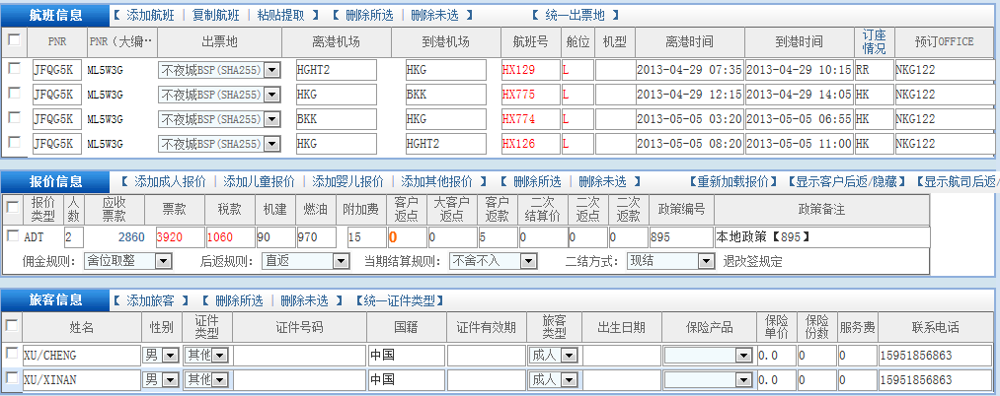 航班信息 【 添加航班 | 复制航班 | 粘贴提取 】 【 删除所选 | 删除未选 】 【 统一出票地 】
PNR PNR（大编·· 出票地 离港机场 到港机场 航班号 舱位 机型 离港时间 到港时间 订座情况 预订OFFICE
JFQG5K ML5W3G 不夜城BSP(SHA255) HGHT2 HKG HX129 L 2013-04-29 07:35 2013-04-29 10:15 RR NKG122
JFQG5K ML5W3G 不夜城BSP(SHA255) HKG BKK HX775 L 2013-04-29 12:15 2013-04-29 14:05 HK NKG122
JFQG5K ML5W3G 不夜城BSP(SHA255) BKK HKG HX774 L 2013-05-05 03:20 2013-05-05 06:55 HK NKG122
JFQG5K ML5W3G 不夜城BSP(SHA255) HKG HGHT2 HX126 L 2013-05-05 08:20 2013-05-05 11:00 HK NKG122
报价信息 【 添加成人报价 | 添加儿童报价 | 添加婴儿报价 | 添加其他报价 】 【 删除所选 | 删除未选 】 【重新加载报价】 【显示客户后返/隐藏】 【显示航司后返/
报价类型 人数 应收票款 票款 税款 机建 燃油 附加费 客户返点 大客户返点 客户返款 二次结算价 二次返点 二次返款 政策编号 政策备注
ADT 2 2860 3920 1060 90 970 15 0 0 5 0 0 0 895 本地政策【895】
佣金规则： 舍位取整 后返规则： 直返 当期结算规则： 不舍不入 二结方式： 现结 退改签规定
旅客信息 【 添加旅客 】 【 删除所选 | 删除未选 】 【统一证件类型】
姓名 性别 证件类型 证件号码 国籍 证件有效期 旅客类型 出生日期 保险产品 保险单价 保险份数 服务费 联系电话
XU/CHENG 男 其他 中国 成人 0.0 0 0 15951856863
XU/XINAN 男 其他 中国 成人 0.0 0 0 15951856863